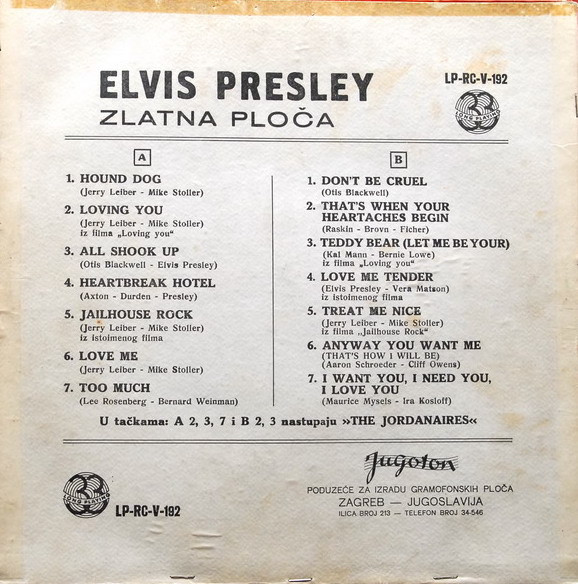 ELVIS PRESLEY
ZLATNA PLOČA
LP-RC-V-192
LONG PLAYING
A
1. HOUND DOG
(Jerry Leiber - Mike Stoller)
2. LOVING YOU
(Jerry Leiber - Mike Stoller)
iz filma „Loving you“
3. ALL SHOOK UP
(Otis Blackwell - Elvis Presley)
4. HEARTBREAK HOTEL
(Axton - Durden - Presley)
5. JAILHOUSE ROCK
(Jerry Leiber - Mike Stoller)
iz istoimenog filma
6. LOVE ME
(Jerry Leiber - Mike Stoller)
7. TOO MUCH
(Lee Rosenberg - Bernard Weinman)
B
1. DON'T BE CRUEL
(Otis Blackwell)
2. THAT'S WHEN YOUR
HEARTACHES BEGIN
(Raskin - Brovn - Ficher)
3. TEDDY BEAR (LET ME BE YOUR)
(Kal Mann - Bernie Lowe)
iz filma „Loving you“
4. LOVE ME TENDER
(Elvis Presley - Vera Matson)
iz istoimenog filma
5. TREAT ME NICE
(Jerry Leiber - Mike Stoller)
iz filma „Jailhouse Rock“
6. ANYWAY YOU WANT ME
(THAT'S HOW I WILL BE)
(Aaron Schroeder - Cliff Owens)
7. I WANT YOU, I NEED YOU,
I LOVE YOU
(Maurice Mysels - Ira Kosloff)
U tačkama: A 2, 3, 7 i B 2, 3 nastupaju »THE JORDANAIRES«
LONG PLAYING
LP-RC-V-192
Jugoton
PODUZEĆE ZA IZRADU GRAMOFONSKIH PLOČA
ZAGREB — JUGOSLAVIJA
ILICA BROJ 213 — TELEFON BROJ 34-546